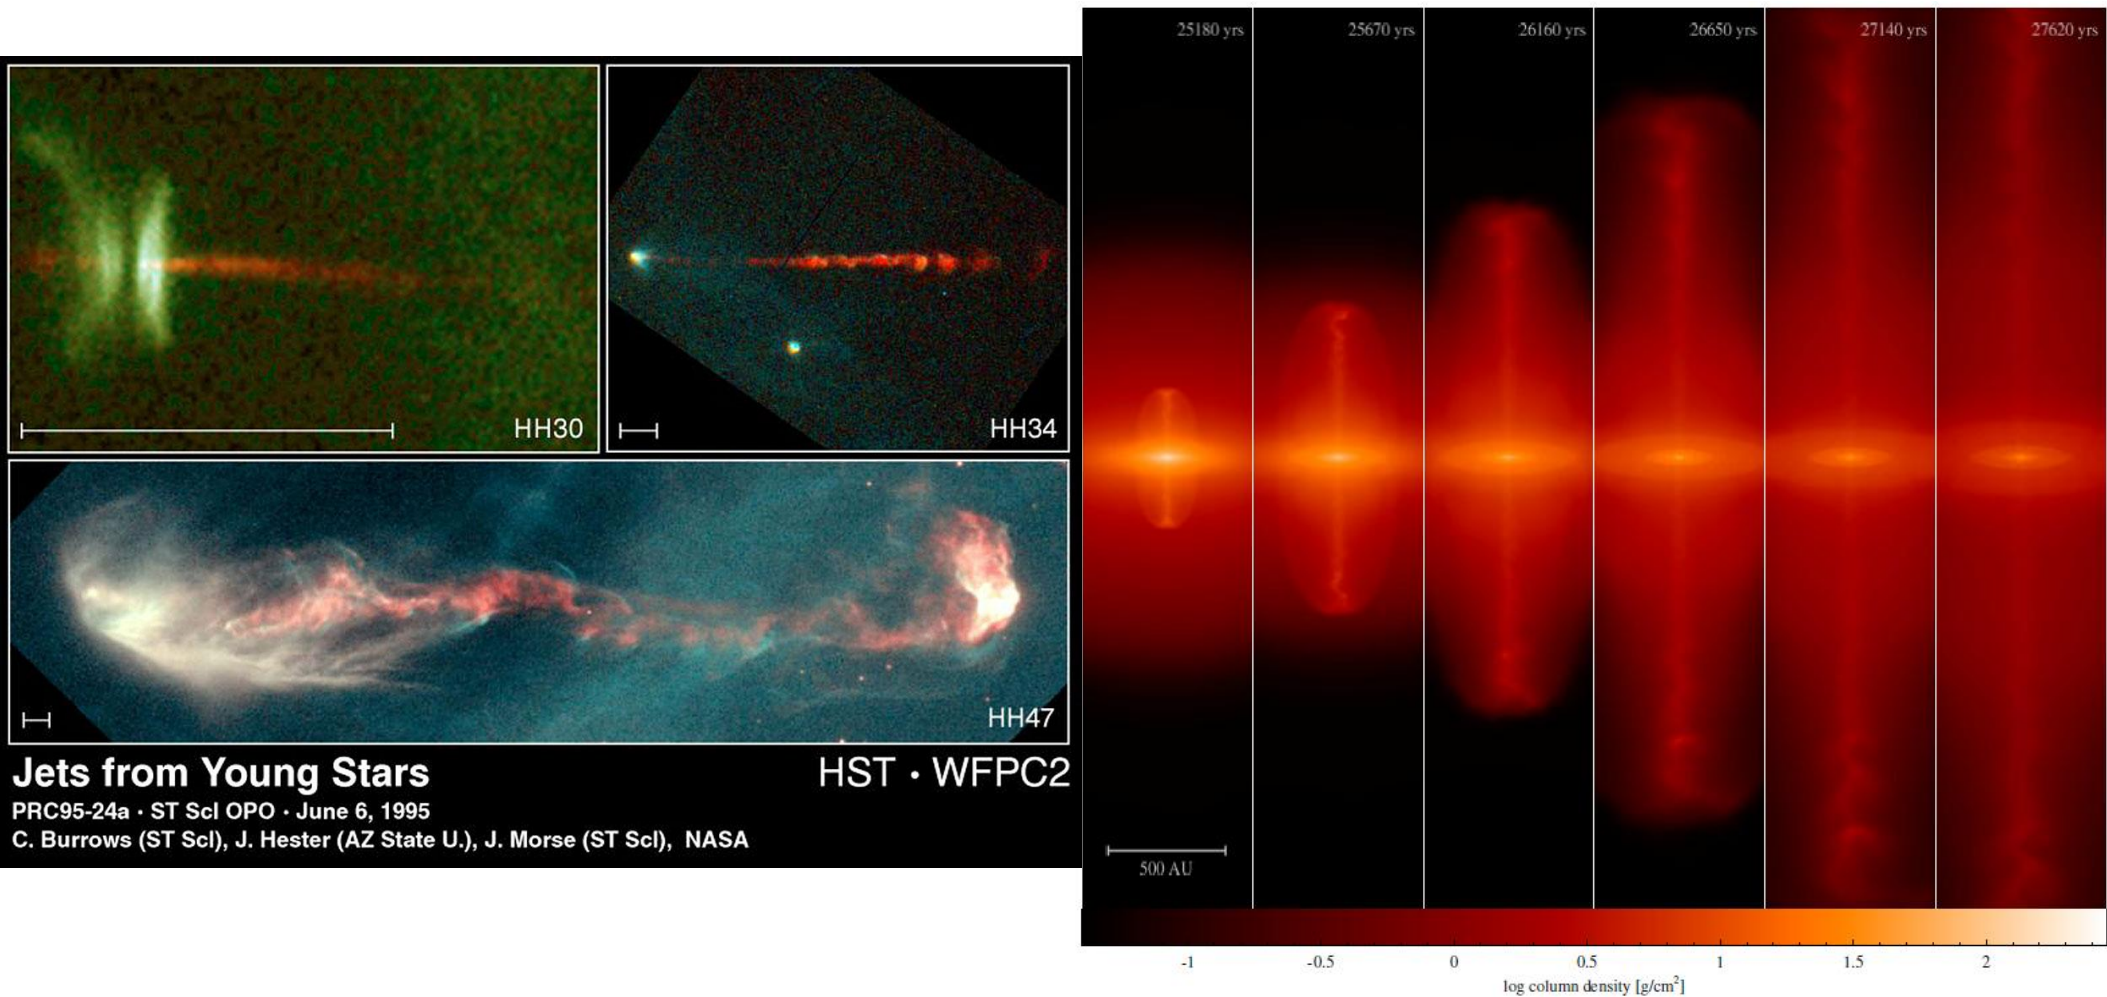 HH30
HH34
HH47
Jets from Young Stars
HST · WFPC2
PRC95-24a · ST ScI OPO · June 6, 1995
C. Burrows (ST ScI), J. Hester (AZ State U.), J. Morse (ST ScI), NASA
25180 yrs
25670 yrs
26160 yrs
26650 yrs
27140 yrs
27620 yrs
500 AU
-1
-0.5
0
0.5
1
1.5
2
log column density [g/cm²]